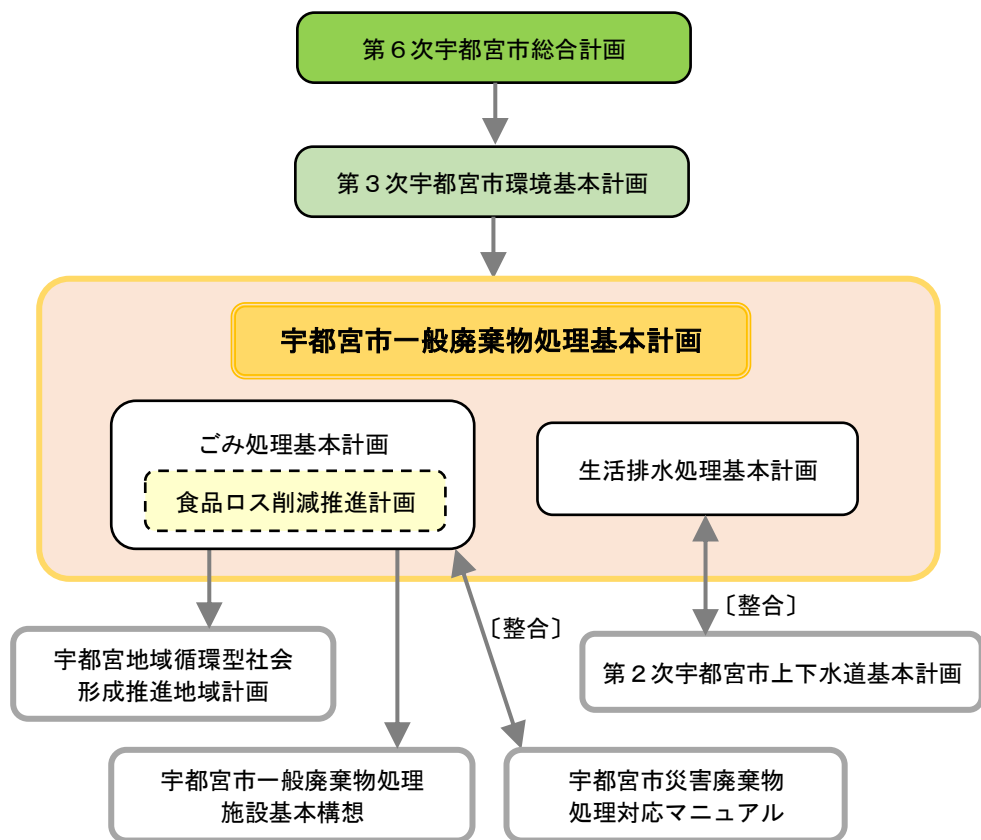 第６次宇都宮市総合計画
第３次宇都宮市環境基本計画
宇都宮市一般廃棄物処理基本計画
ごみ処理基本計画
食品ロス削減推進計画
生活排水処理基本計画
〔整合〕
〔整合〕
宇都宮地域循環型社会
形成推進地域計画
第２次宇都宮市上下水道基本計画
宇都宮市一般廃棄物処理
施設基本構想
宇都宮市災害廃棄物
処理対応マニュアル